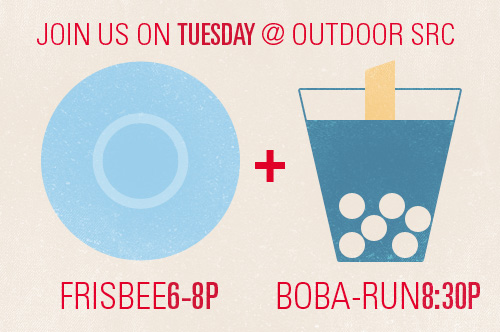 JOIN US ON TUESDAY @ OUTDOOR SRC
+
FRISBEE6-8P
BOBA-RUN8:30P